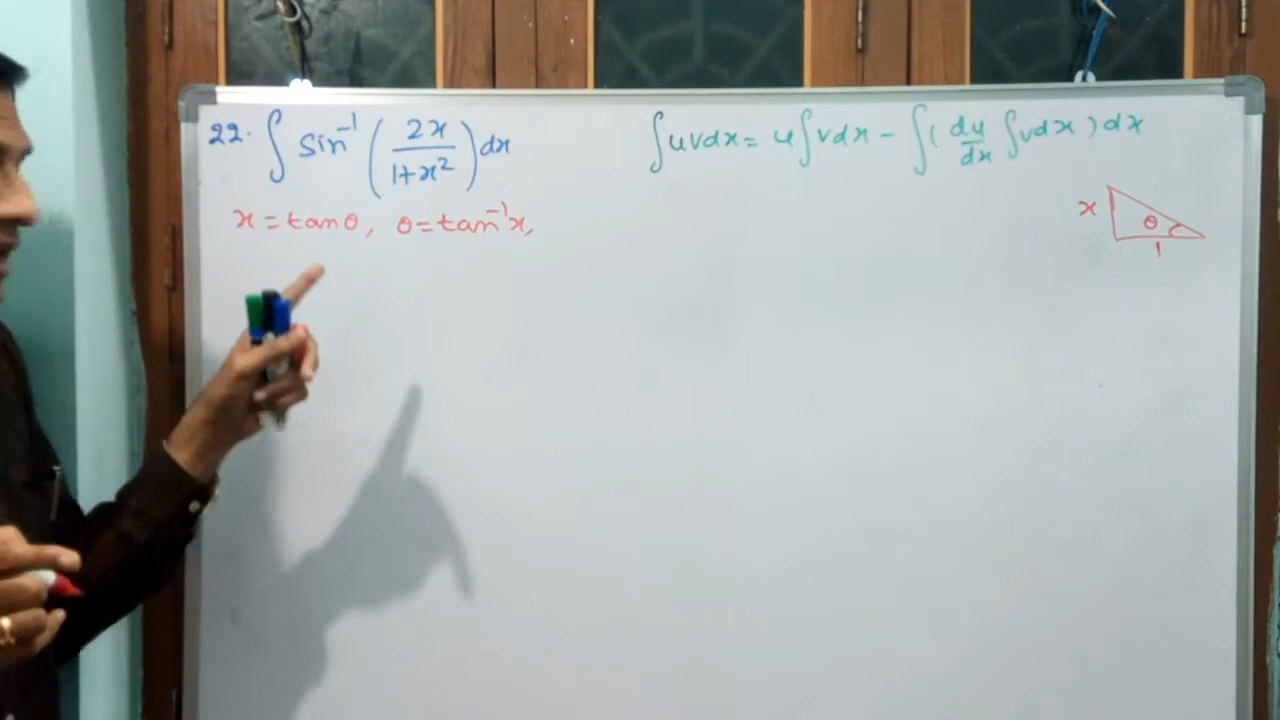 22. ∫ Sin⁻¹ (2x / 1+x²) dx
∫uvdx = u∫vdx - ∫(du/dx ∫vdx) dx
x = tanθ, θ = tan⁻¹x,
x
θ
1